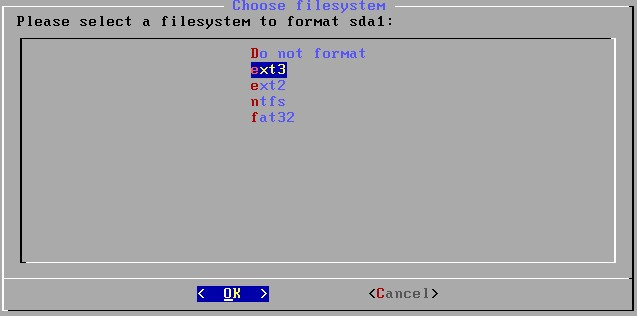 Choose filesystem
Please select a filesystem to format sda1:
Do not format
ext3
ext2
ntfs
fat32
< OK > <Cancel>